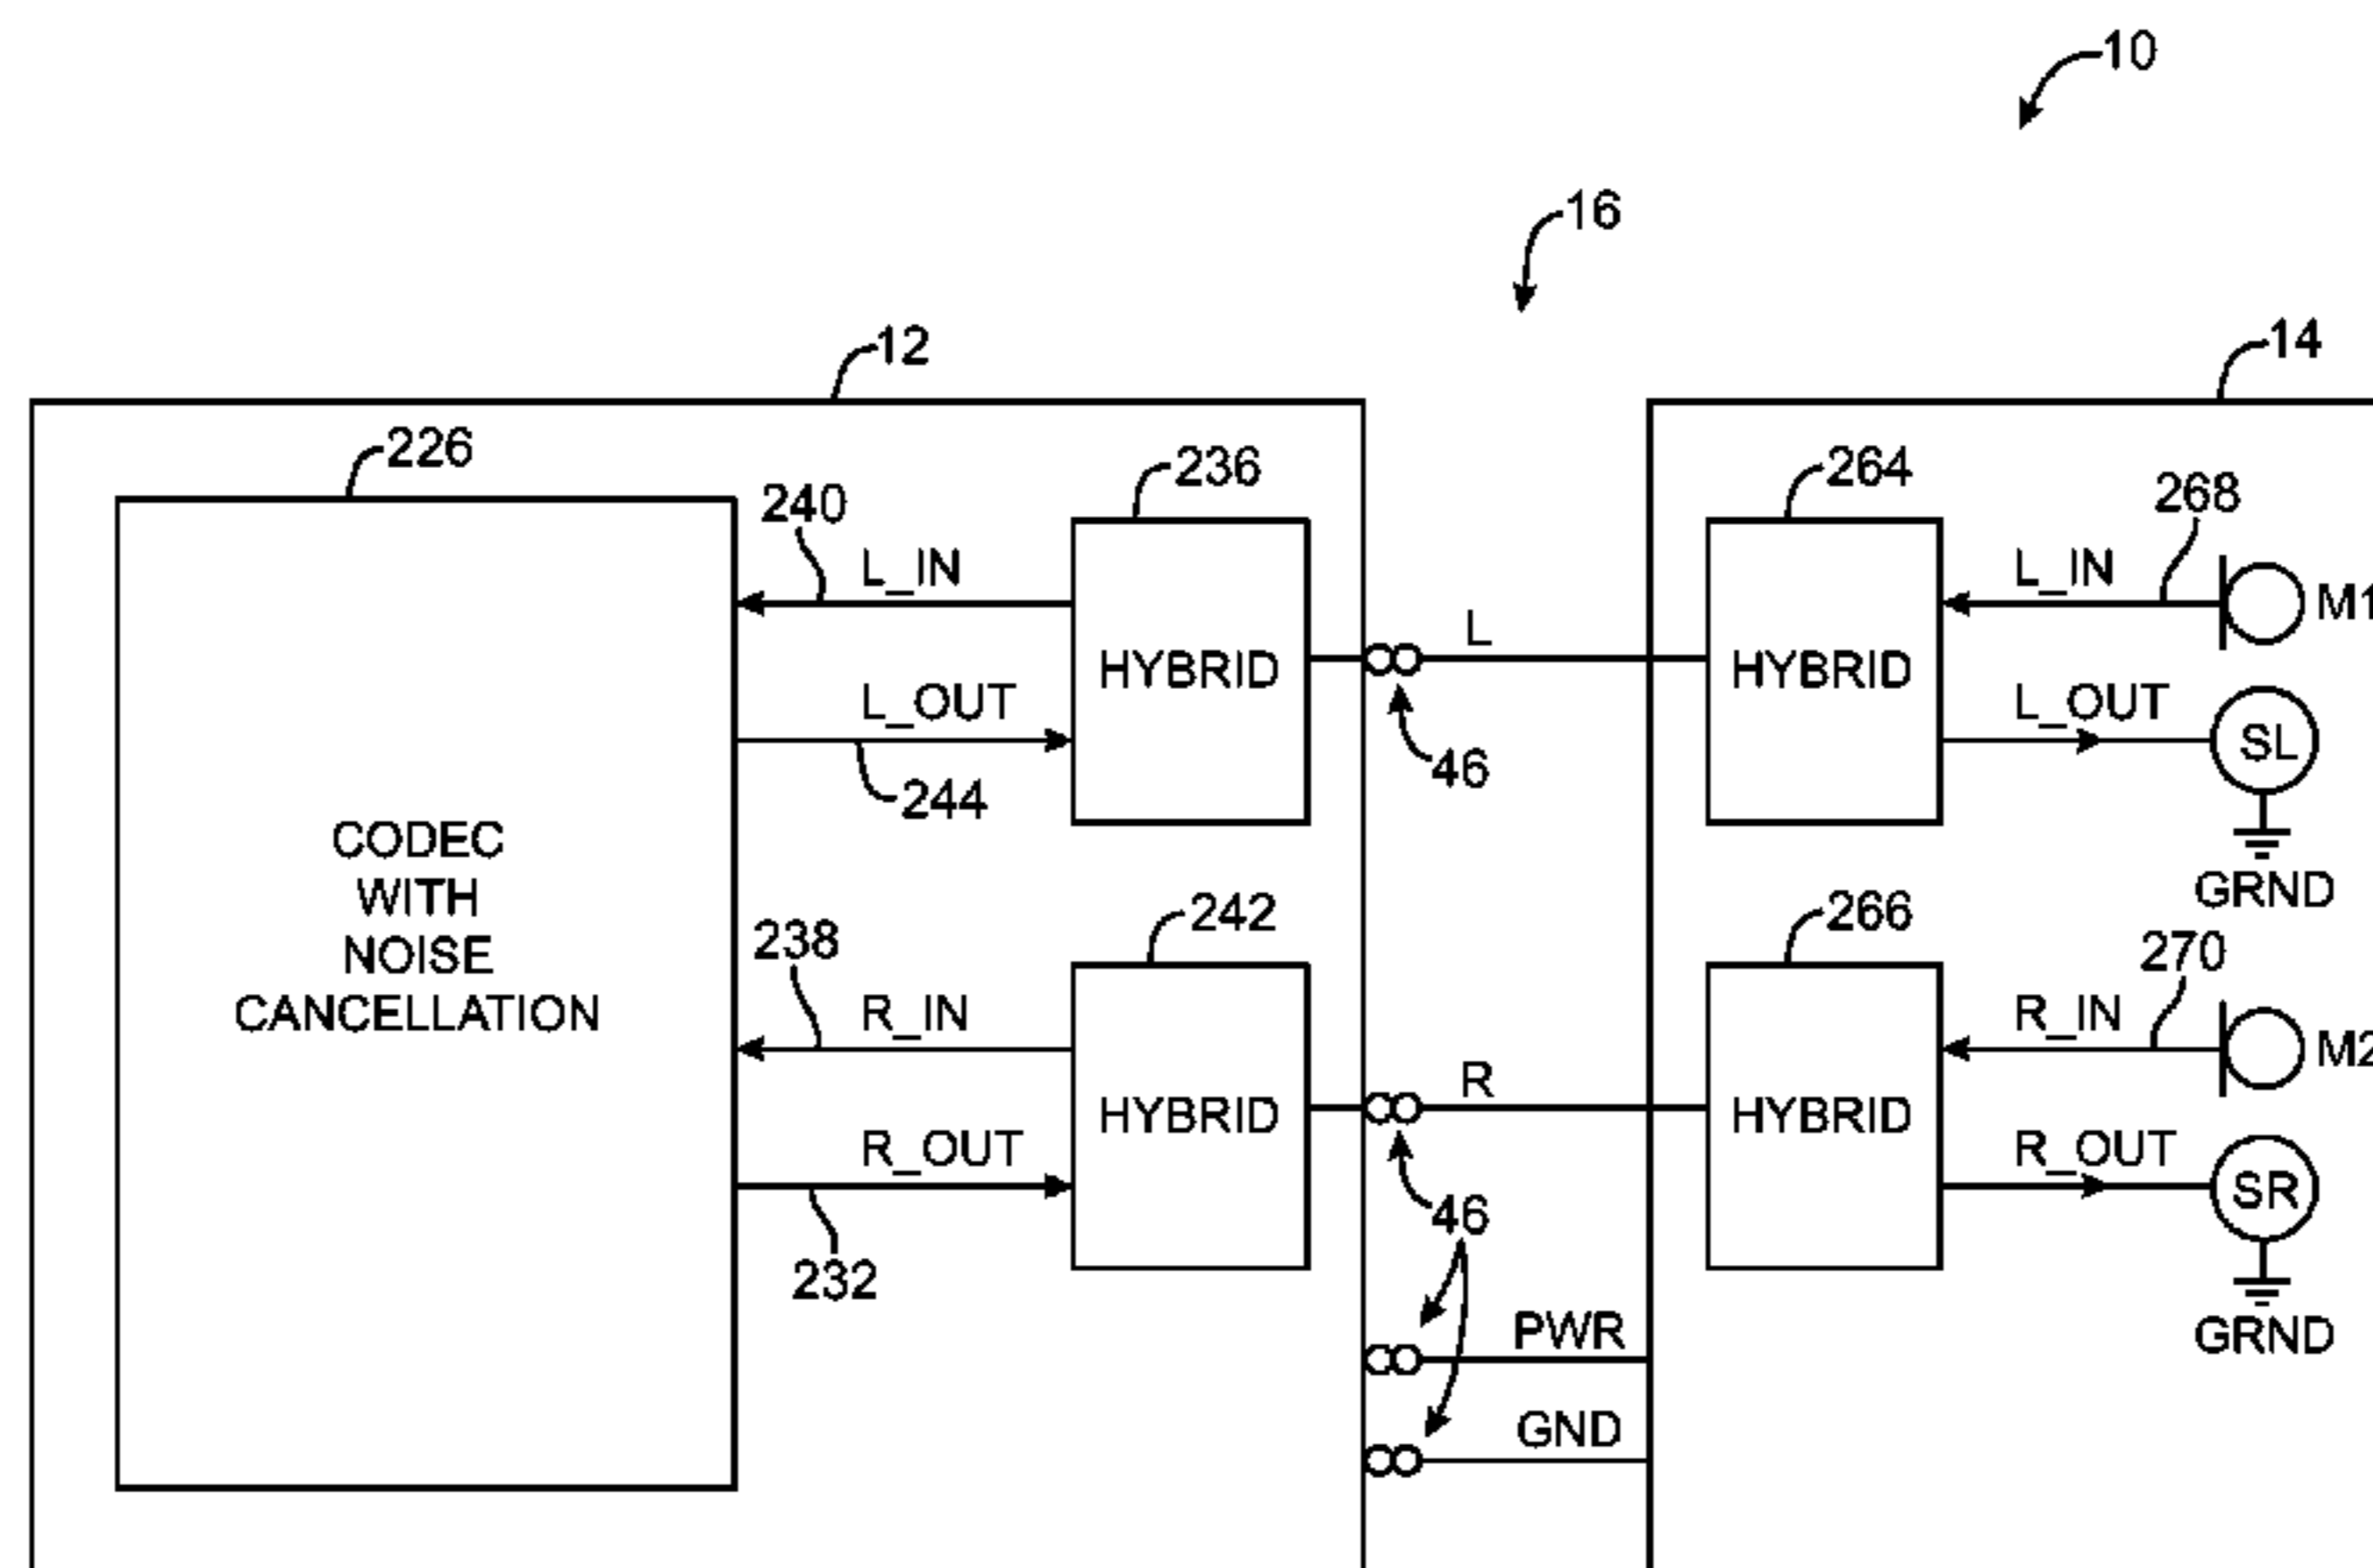 10
16
12
14
226
236
264
240
268
L_IN
L_IN
M1
L
HYBRID
HYBRID
L_OUT
L_OUT
SL
46
244
CODEC
WITH
NOISE
CANCELLATION
GRND
242
266
238
270
R_IN
R_IN
M2
R
HYBRID
HYBRID
R_OUT
R_OUT
SR
46
232
PWR
GRND
GND